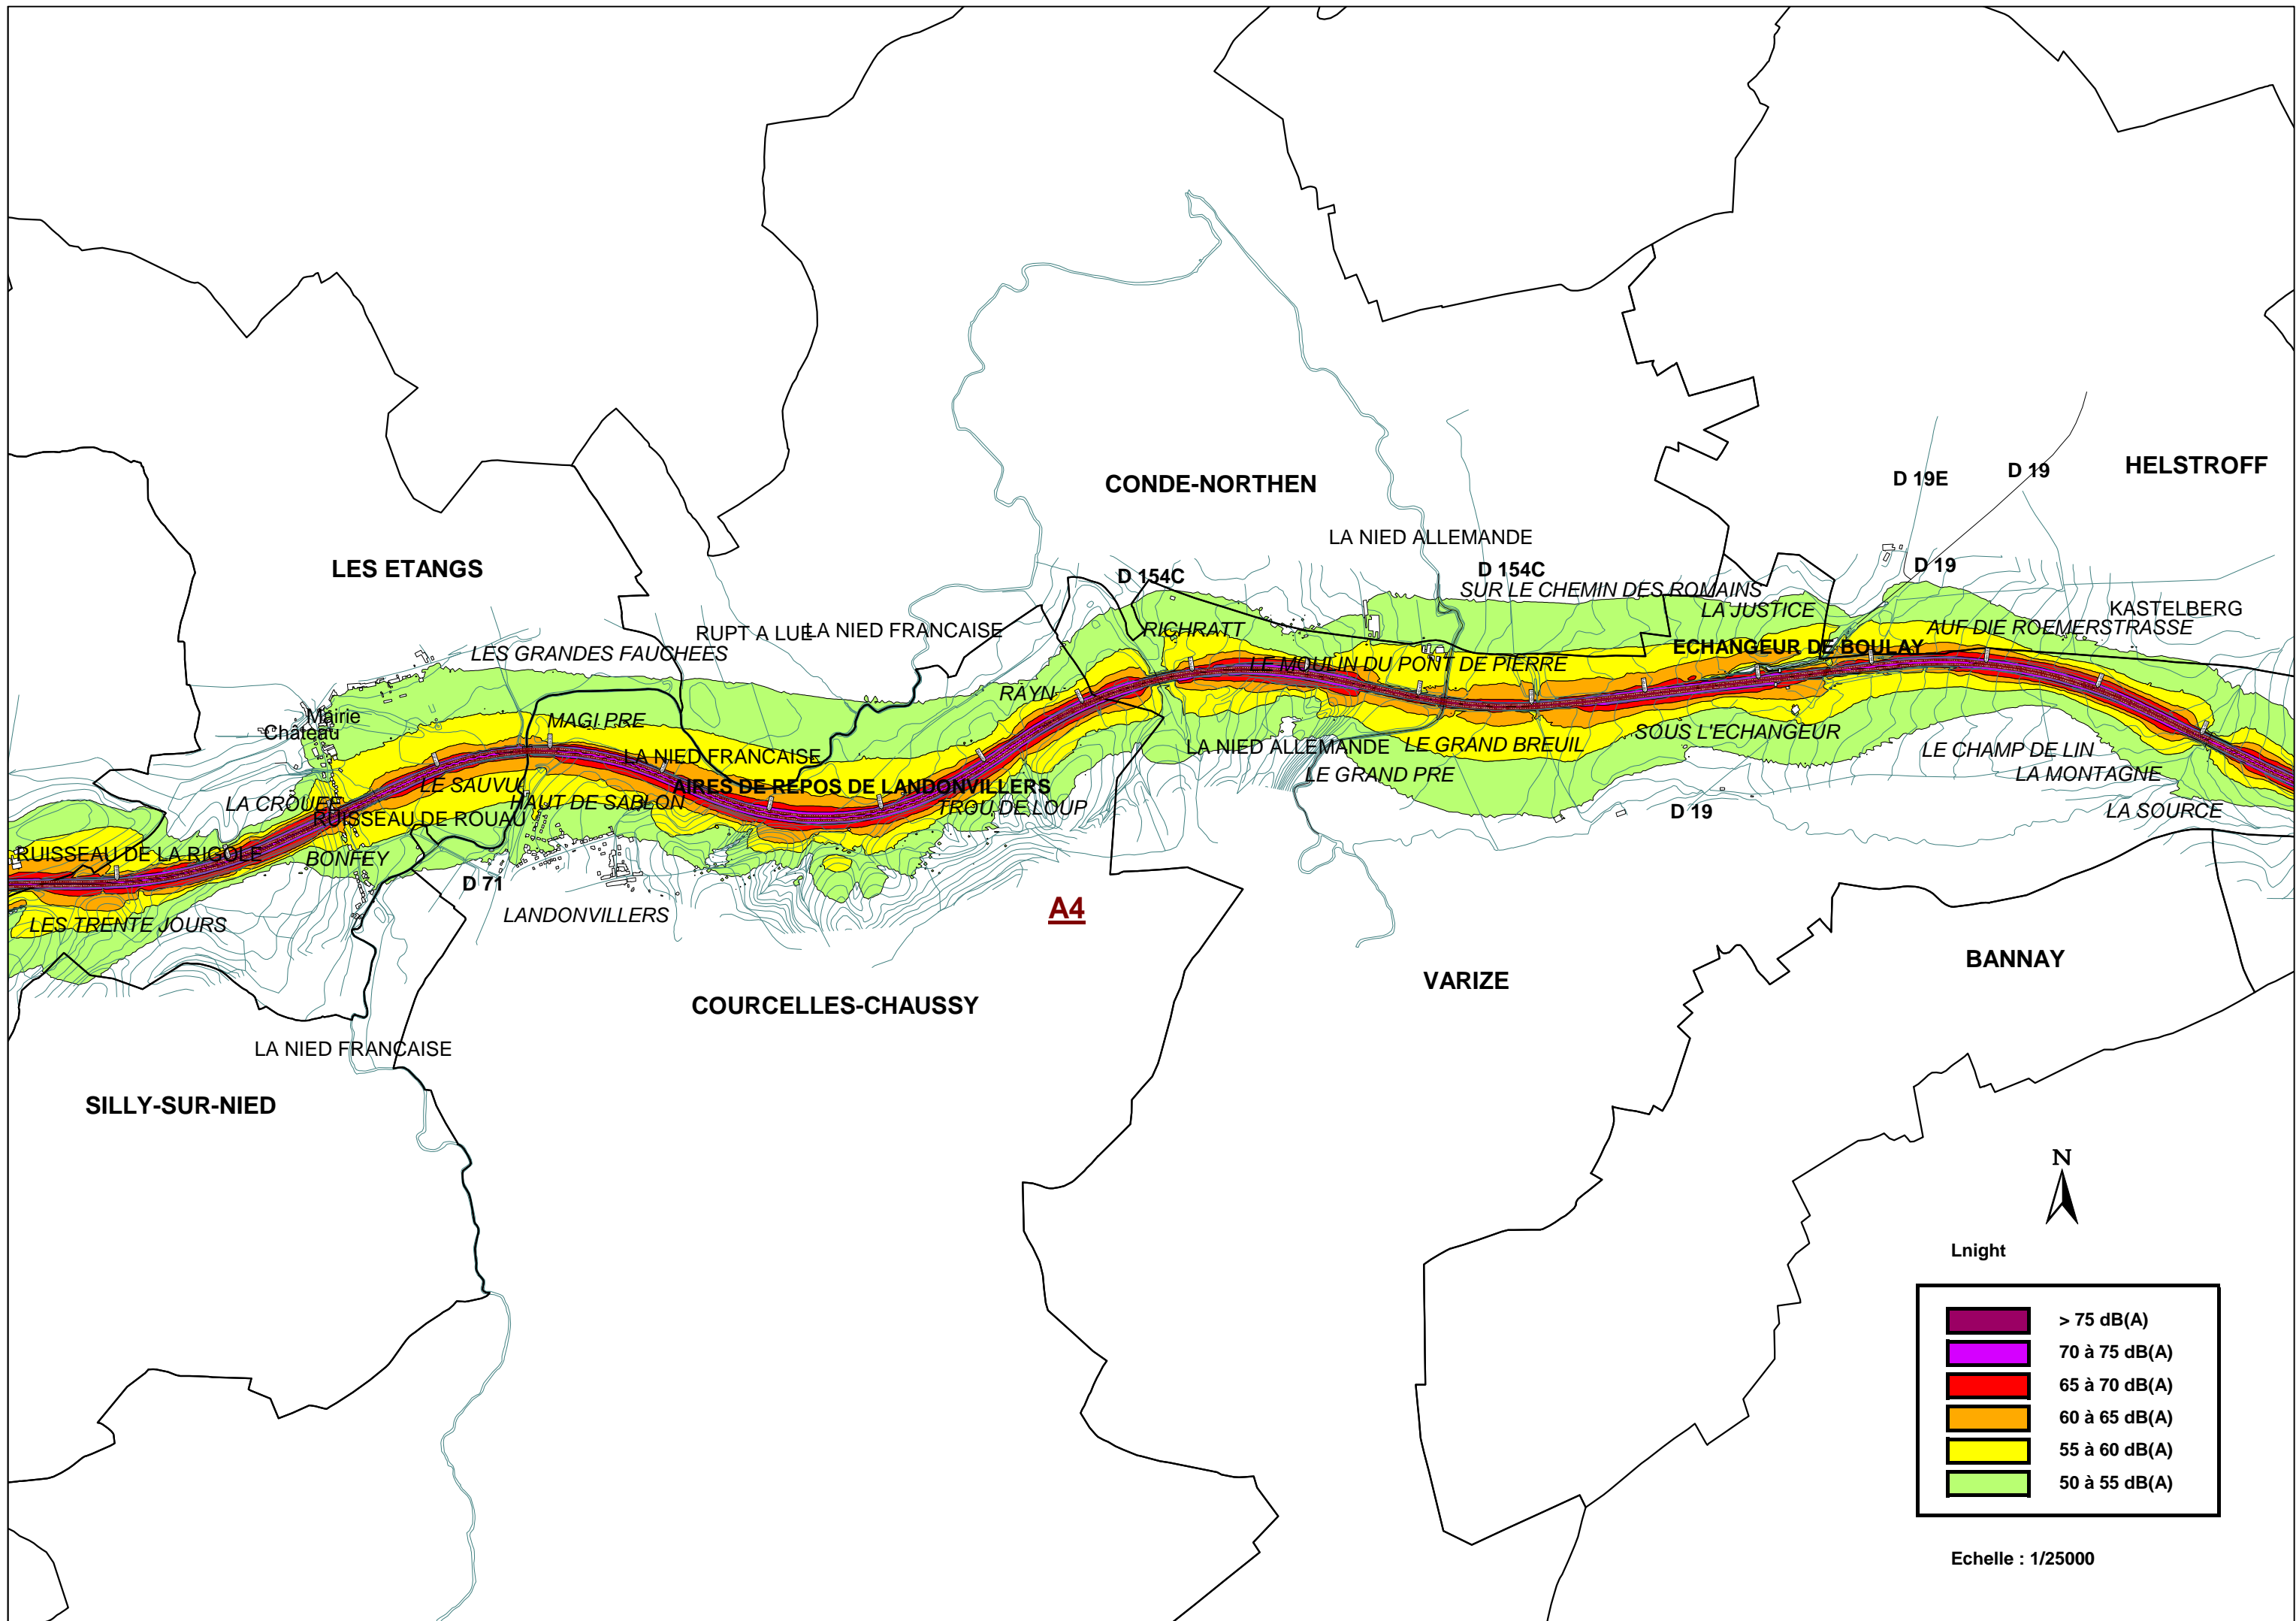 HELSTROFF
D 19
D 19E
CONDE-NORTHEN
LA NIED ALLEMANDE
LES ETANGS
D 154C
D 154C
D 19
SUR LE CHEMIN DES ROMAINS
LA JUSTICE
KASTELBERG
RUPT A LUE
LA NIED FRANCAISE
RICHRATT
AUF DIE ROEMERSTRASSE
ECHANGEUR DE BOULAY
LES GRANDES FAUCHEES
LE MOULIN DU PONT DE PIERRE
RAYN
Mairie
MAGI PRE
Château
SOUS L'ECHANGEUR
LA NIED ALLEMANDE
LE GRAND BREUIL
LE CHAMP DE LIN
LA NIED FRANCAISE
LE GRAND PRE
LA MONTAGNE
LE SAUVU
AIRES DE REPOS DE LANDONVILLERS
LA CROUEE
HAUT DE SABLON
TROU DE LOUP
D 19
LA SOURCE
RUISSEAU DE ROUAU
RUISSEAU DE LA RIGOLE
BONFEY
D 71
A4
LANDONVILLERS
LES TRENTE JOURS
BANNAY
VARIZE
COURCELLES-CHAUSSY
LA NIED FRANCAISE
SILLY-SUR-NIED
N
Lnight
> 75 dB(A)
70 à 75 dB(A)
65 à 70 dB(A)
60 à 65 dB(A)
55 à 60 dB(A)
50 à 55 dB(A)
Echelle : 1/25000